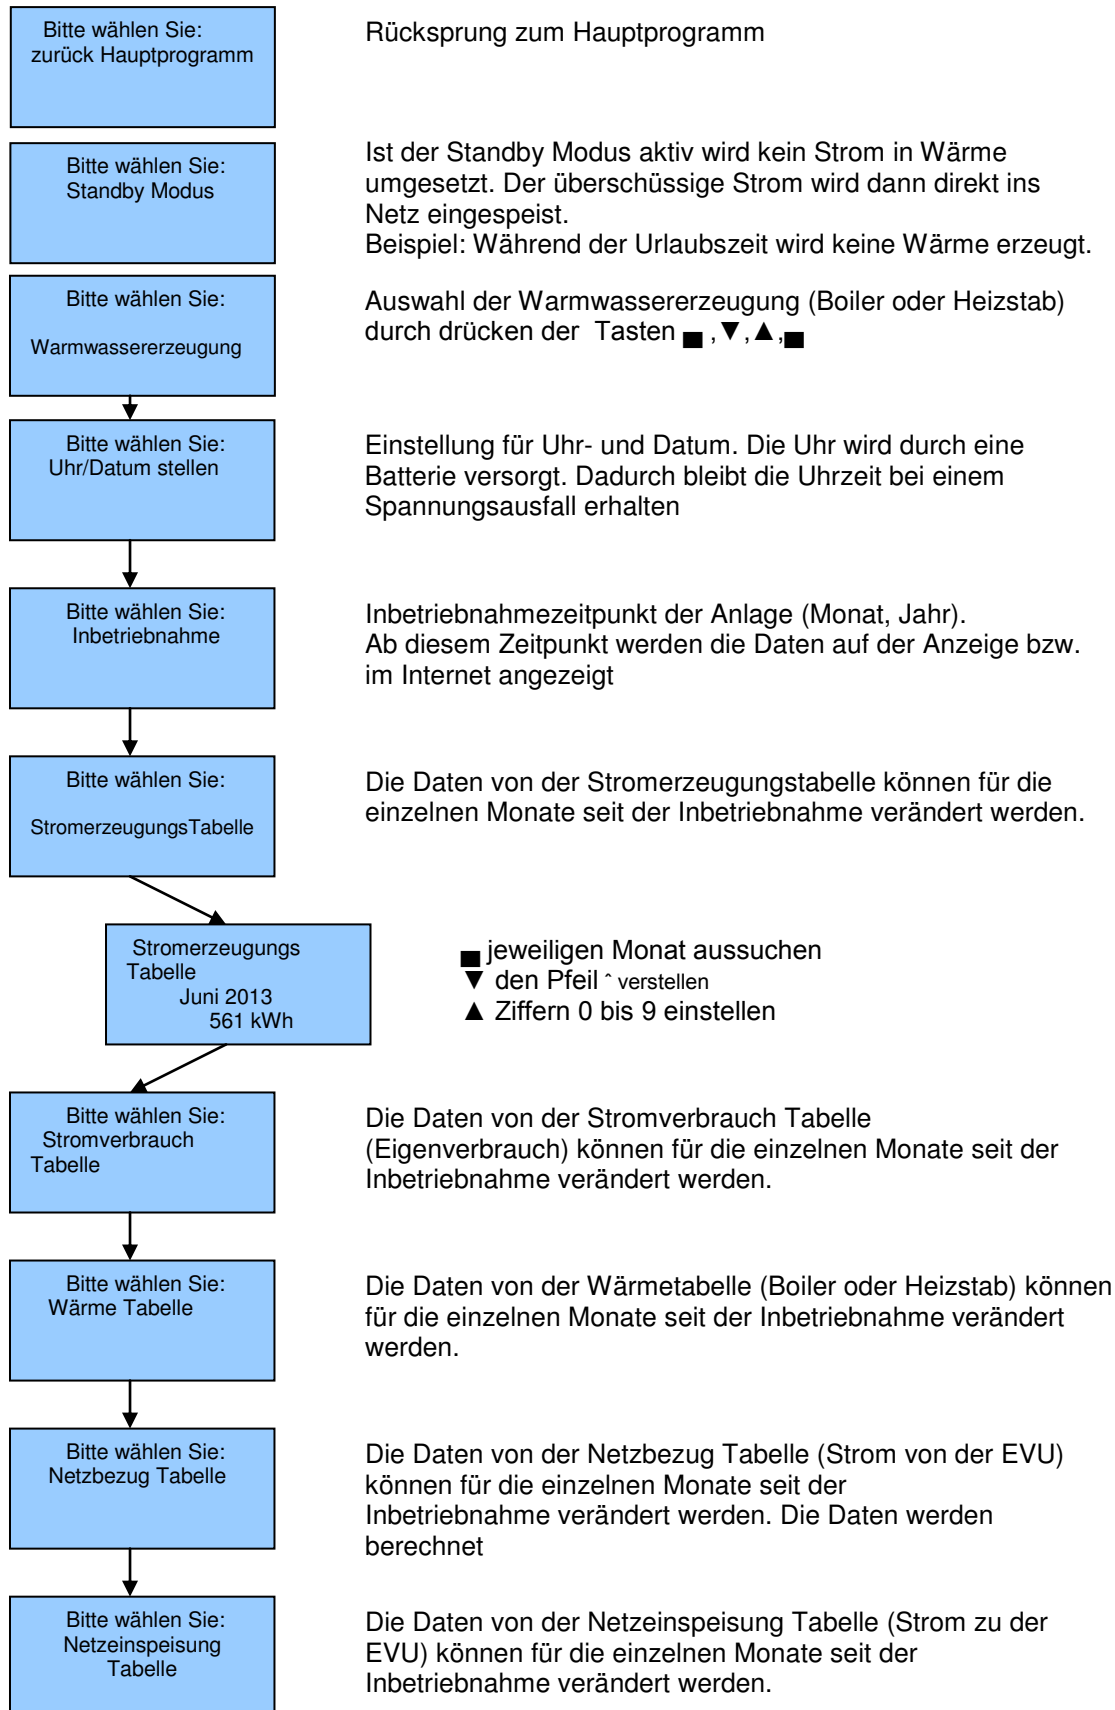 Bitte wählen Sie:
zurück Hauptprogramm
Rücksprung zum Hauptprogramm
Bitte wählen Sie:
Standby Modus
Ist der Standby Modus aktiv wird kein Strom in Wärme
umgesetzt. Der überschüssige Strom wird dann direkt ins
Netz eingespeist.
Beispiel: Während der Urlaubszeit wird keine Wärme erzeugt.
Bitte wählen Sie:
Warmwassererzeugung
Auswahl der Warmwassererzeugung (Boiler oder Heizstab)
durch drücken der Tasten ▄ ,▼,▲,▄
Bitte wählen Sie:
Uhr/Datum stellen
Einstellung für Uhr- und Datum. Die Uhr wird durch eine
Batterie versorgt. Dadurch bleibt die Uhrzeit bei einem
Spannungsausfall erhalten
Bitte wählen Sie:
Inbetriebnahme
Inbetriebnahmezeitpunkt der Anlage (Monat, Jahr).
Ab diesem Zeitpunkt werden die Daten auf der Anzeige bzw.
im Internet angezeigt
Bitte wählen Sie:
StromerzeugungsTabelle
Die Daten von der Stromerzeugungstabelle können für die
einzelnen Monate seit der Inbetriebnahme verändert werden.
Stromerzeugungs
Tabelle
Juni 2013
561 kWh
▄ jeweiligen Monat aussuchen
▼ den Pfeil ˆ verstellen
▲ Ziffern 0 bis 9 einstellen
Bitte wählen Sie:
Stromverbrauch
Tabelle
Die Daten von der Stromverbrauch Tabelle
(Eigenverbrauch) können für die einzelnen Monate seit der
Inbetriebnahme verändert werden.
Bitte wählen Sie:
Wärme Tabelle
Die Daten von der Wärmetabelle (Boiler oder Heizstab) können
für die einzelnen Monate seit der Inbetriebnahme verändert
werden.
Bitte wählen Sie:
Netzbezug Tabelle
Die Daten von der Netzbezug Tabelle (Strom von der EVU)
können für die einzelnen Monate seit der
Inbetriebnahme verändert werden. Die Daten werden
berechnet
Bitte wählen Sie:
Netzeinspeisung
Tabelle
Die Daten von der Netzeinspeisung Tabelle (Strom zu der
EVU) können für die einzelnen Monate seit der
Inbetriebnahme verändert werden.